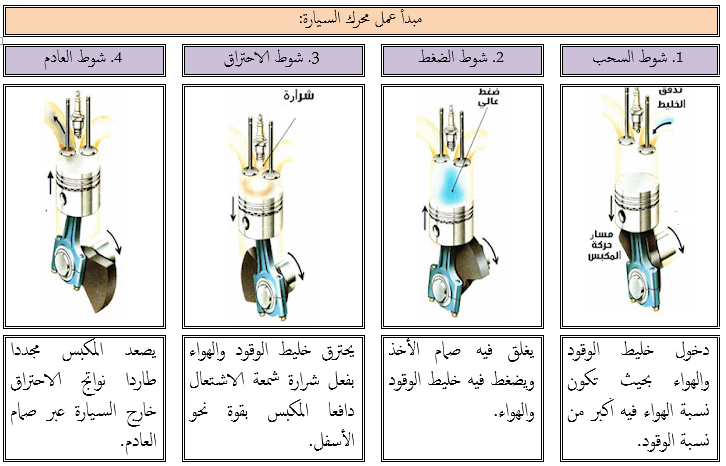 مبدأ عمل محرك السيارة:
1. شوط السحب
2. شوط الضغط
3. شوط الاحتراق
4. شوط العادم
تدفق
الخليط
مسار
حركة
المكبس
ضغط
عالي
شرارة
دخول خليط الوقود
والهواء بحيث تكون
نسبة الهواء فيه أكبر من
نسبة الوقود.
يغلق فيه صمام الأخذ
ويضغط فيه خليط الوقود
والهواء.
يحترق خليط الوقود والهواء
بفعل شرارة شمعة الاشتعال
دافعا المكبس بقوة نحو
الأسفل.
يصعد المكبس مجددا
طاردا نواتج الاحتراق
خارج السيارة عبر صمام
العادم.